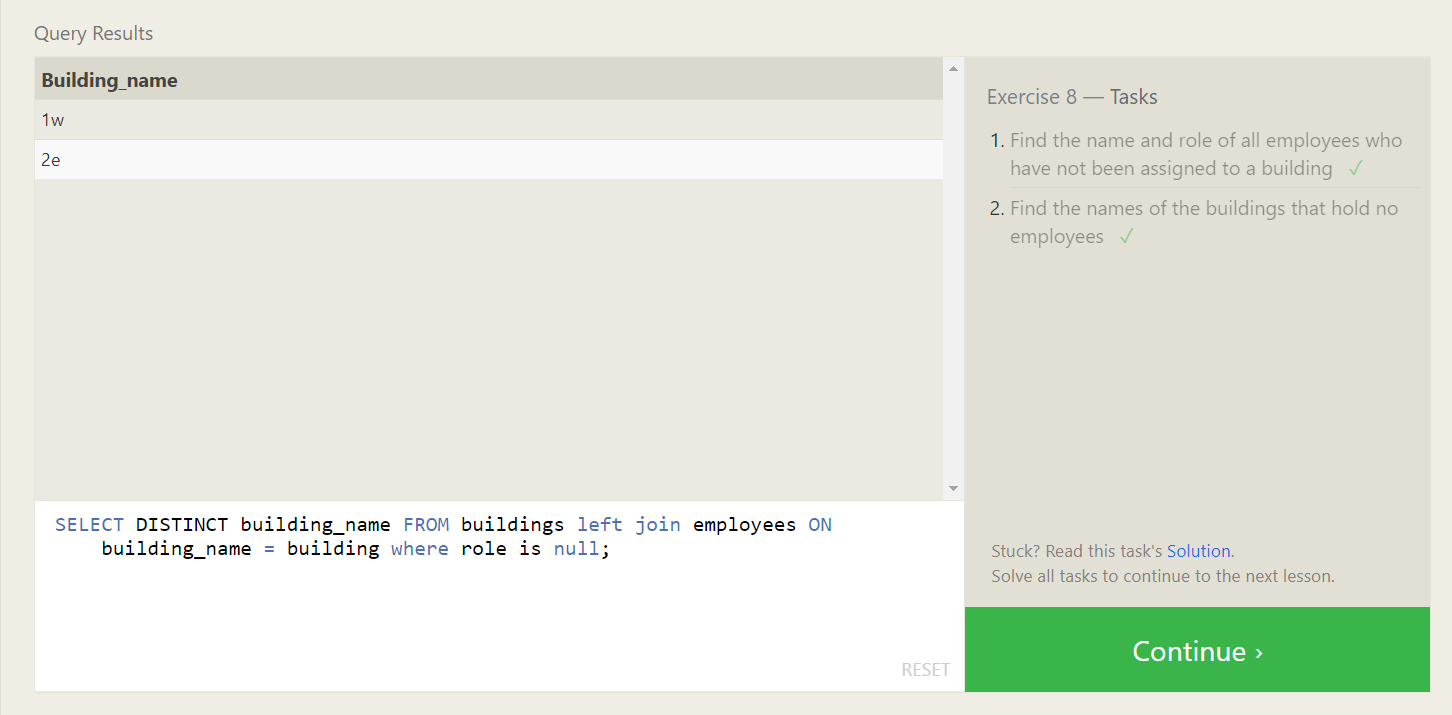 Query Results
Building_name
1w
2e
SELECT DISTINCT building_name FROM buildings left join employees ON
building_name = building where role is null;
RESET
Exercise 8 — Tasks
1. Find the name and role of all employees who
have not been assigned to a building ✓
2. Find the names of the buildings that hold no
employees ✓
Stuck? Read this task's Solution.
Solve all tasks to continue to the next lesson.
Continue ›